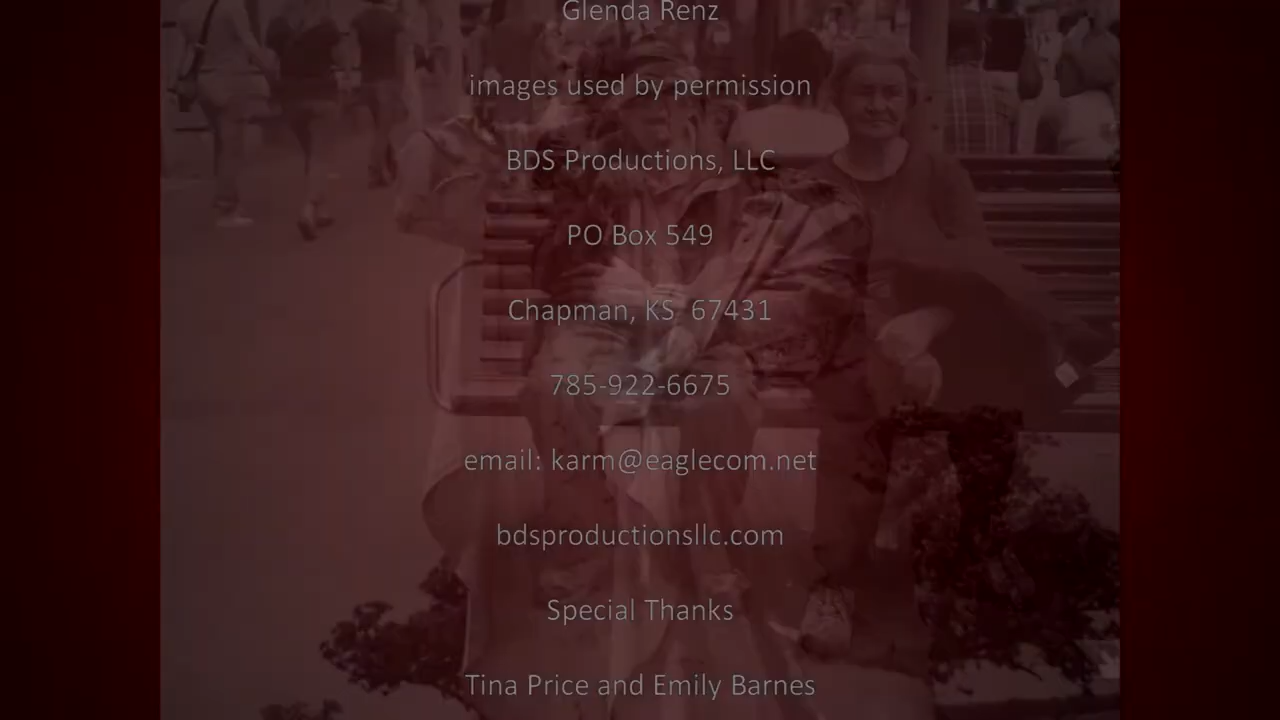 Glenda Renz
images used by permission
BDS Productions, LLC
PO Box 549
Chapman, KS  67431
785-922-6675
email: karm@eaglecom.net
bdsproductionsllc.com
Special Thanks
Tina Price and Emily Barnes